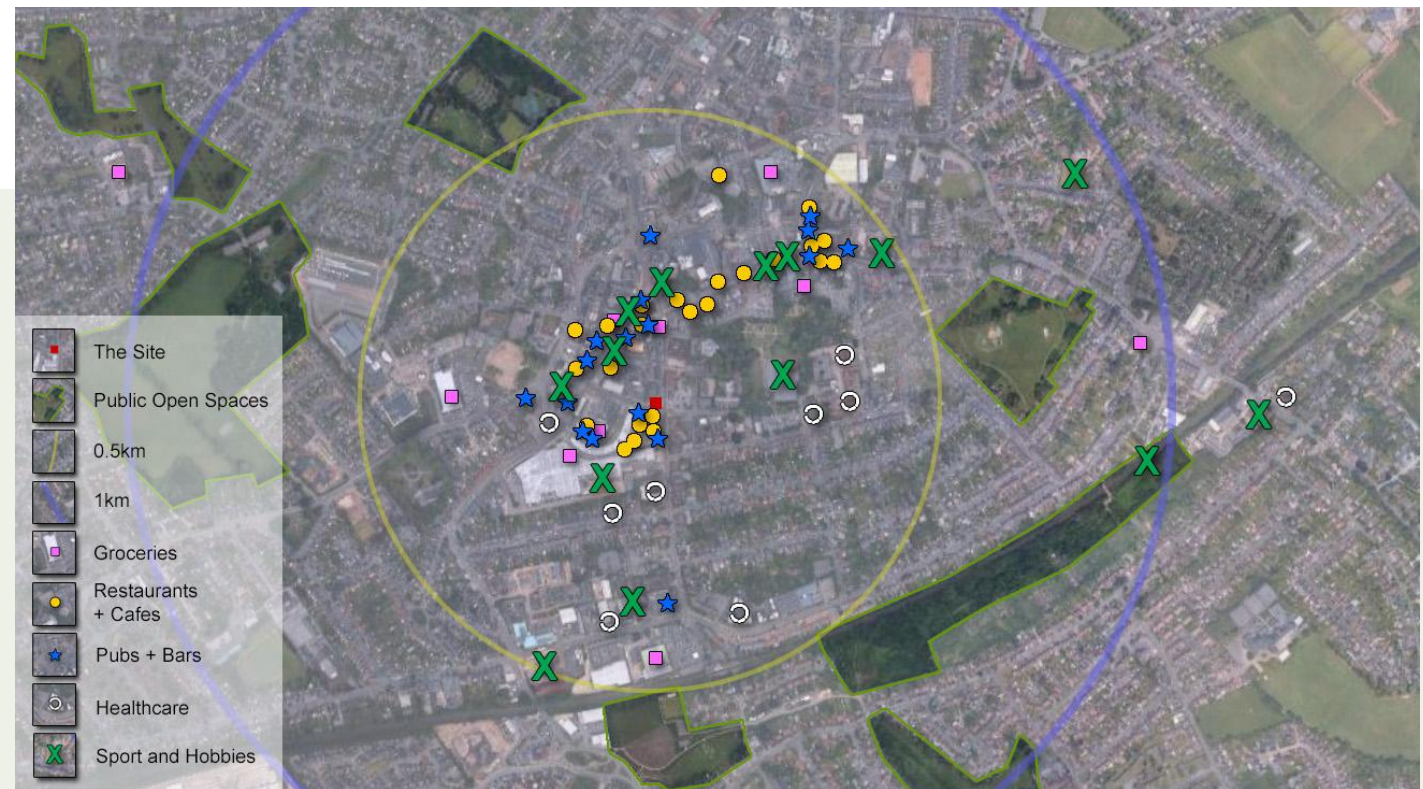 The Site
Public Open Spaces
0.5km
1km
Groceries
Restaurants
+ Cafes
Pubs + Bars
Healthcare
Sport and Hobbies